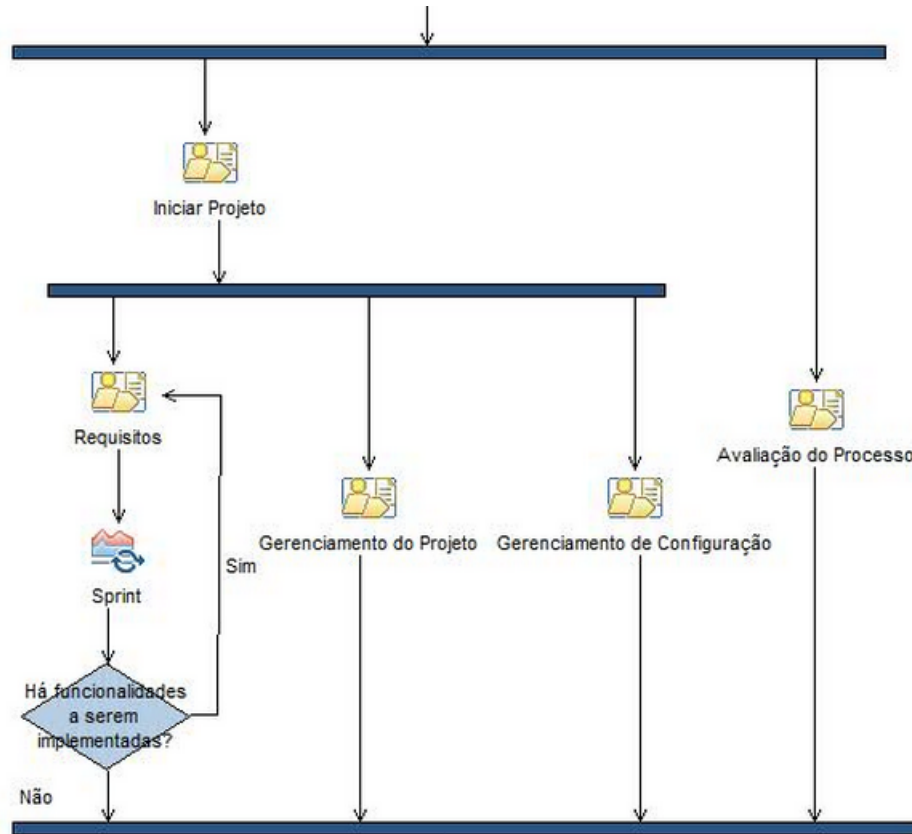 Iniciar Projeto
Requisitos
Avaliação do Processo
Gerenciamento do Projeto
Gerenciamento de Configuração
Sim
Sprint
Há funcionalidades
a serem
implementadas?
Não